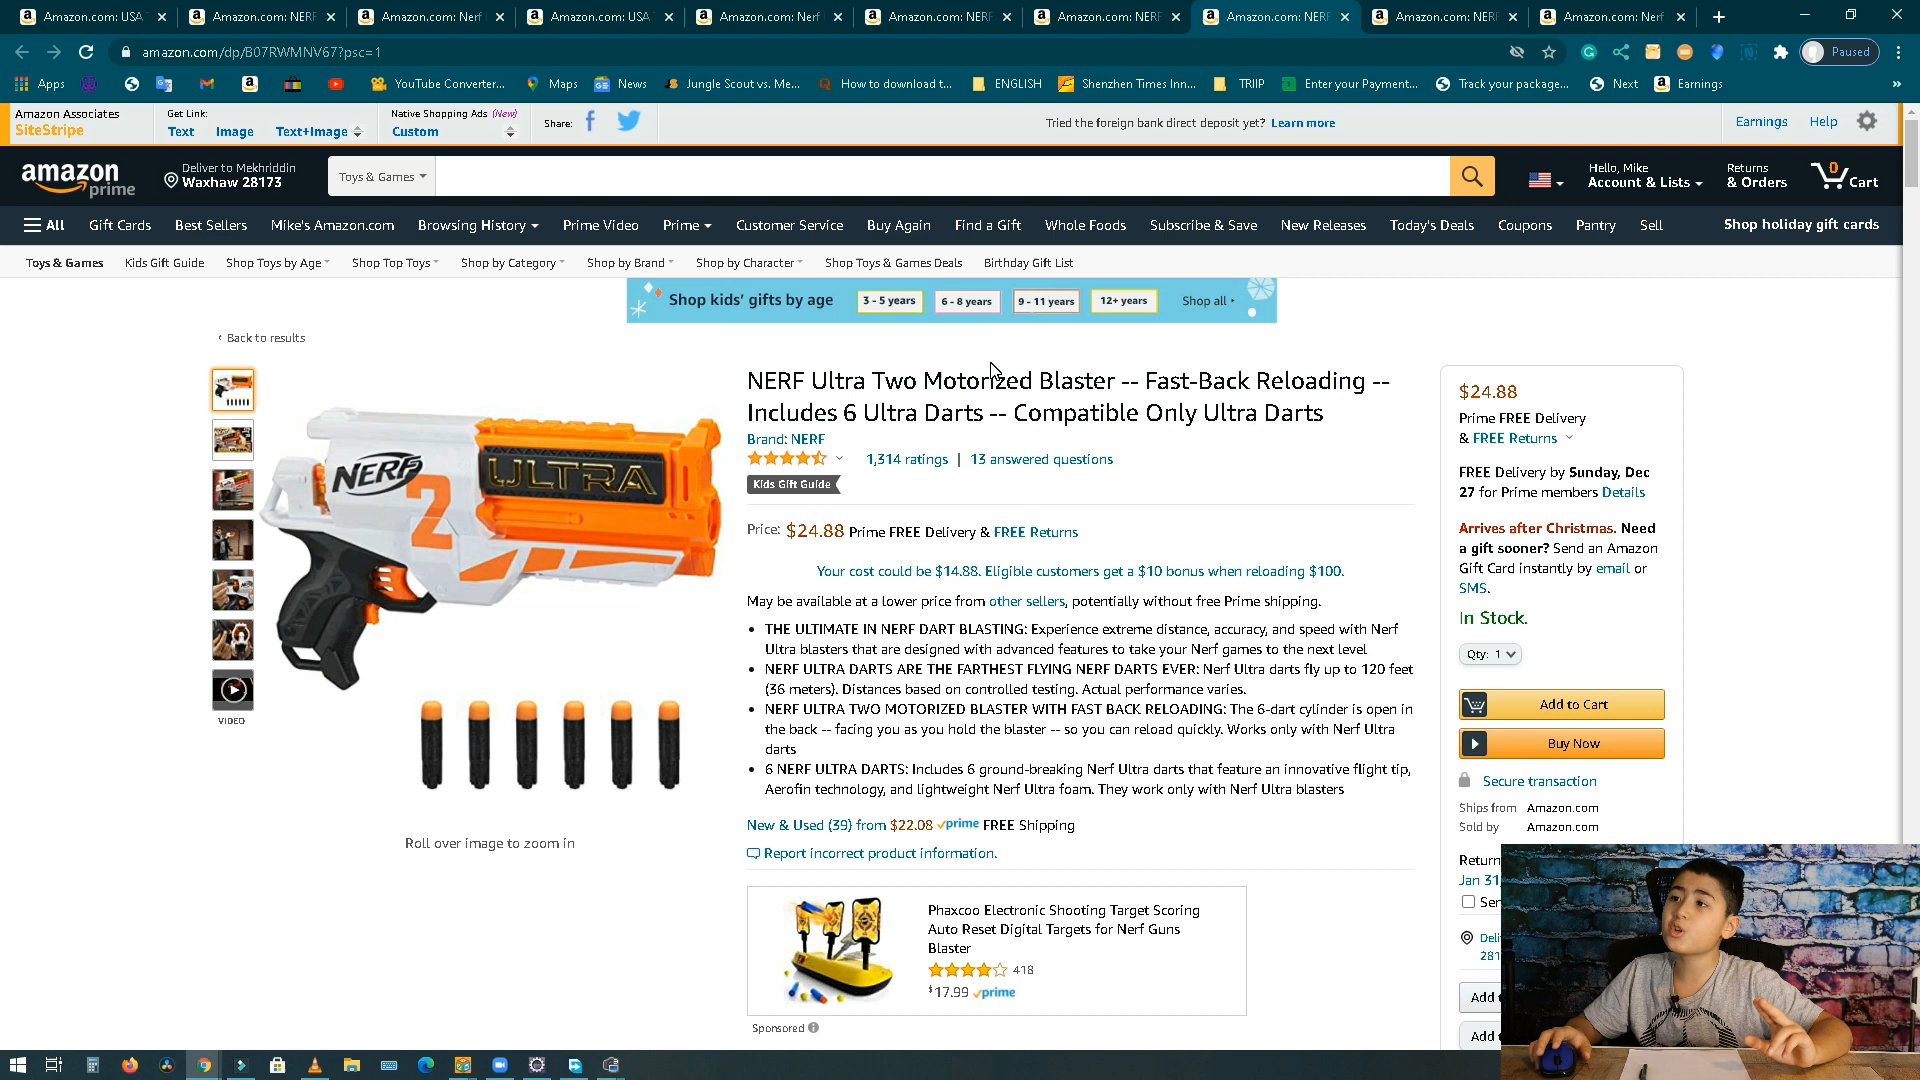 Amazon.com: USA
Amazon.com: NERF
Amazon.com: Nerf
Amazon.com: USA
Amazon.com: Nerf
Amazon.com: NERF
Amazon.com: NERF
Amazon.com: NERF
Amazon.com: NERF
Amazon.com: Nerf
amazon.com/dp/B07RWMNV67?psc=1
Paused
Apps
YouTube Converter...
Maps
News
Jungle Scout vs. Me...
How to download t...
ENGLISH
Shenzhen Times Inn...
TRIIP
Enter your Payment...
Track your package...
Next
Earnings
Amazon Associates
SiteStripe
Get Link:
Text Image Text+Image
Native Shopping Ads (New)
Custom
Share:
Tried the foreign bank direct deposit yet? Learn more
Earnings Help
amazon prime
Deliver to Mekhriddin
Waxhaw 28173
Toys & Games
Hello, Mike
Account & Lists
Returns
& Orders
0
Cart
All Gift Cards Best Sellers Mike's Amazon.com Browsing History Prime Video Prime Customer Service Buy Again Find a Gift Whole Foods Subscribe & Save New Releases Today's Deals Coupons Pantry Sell
Shop holiday gift cards
Toys & Games Kids Gift Guide Shop Toys by Age Shop Top Toys Shop by Category Shop by Brand Shop by Character Shop Toys & Games Deals Birthday Gift List
Shop kids' gifts by age 3 - 5 years 6 - 8 years 9 - 11 years 12+ years Shop all
‹ Back to results
NERF
2
ULTRA
VIDEO
Roll over image to zoom in
NERF Ultra Two Motorized Blaster -- Fast-Back Reloading --
Includes 6 Ultra Darts -- Compatible Only Ultra Darts
Brand: NERF
1,314 ratings | 13 answered questions
Kids Gift Guide
Price: $24.88 Prime FREE Delivery & FREE Returns
Your cost could be $14.88. Eligible customers get a $10 bonus when reloading $100.
May be available at a lower price from other sellers, potentially without free Prime shipping.
• THE ULTIMATE IN NERF DART BLASTING: Experience extreme distance, accuracy, and speed with Nerf
Ultra blasters that are designed with advanced features to take your Nerf games to the next level
• NERF ULTRA DARTS ARE THE FARTHEST FLYING NERF DARTS EVER: Nerf Ultra darts fly up to 120 feet
(36 meters). Distances based on controlled testing. Actual performance varies.
• NERF ULTRA TWO MOTORIZED BLASTER WITH FAST BACK RELOADING: The 6-dart cylinder is open in
the back -- facing you as you hold the blaster -- so you can reload quickly. Works only with Nerf Ultra
darts
• 6 NERF ULTRA DARTS: Includes 6 ground-breaking Nerf Ultra darts that feature an innovative flight tip,
Aerofin technology, and lightweight Nerf Ultra foam. They work only with Nerf Ultra blasters
New & Used (39) from $22.08 prime FREE Shipping
Report incorrect product information.
Phaxcoo Electronic Shooting Target Scoring
Auto Reset Digital Targets for Nerf Guns
Blaster
418
$17.99 prime
Sponsored
$24.88
Prime FREE Delivery
& FREE Returns
FREE Delivery by Sunday, Dec
27 for Prime members Details
Arrives after Christmas. Need
a gift sooner? Send an Amazon
Gift Card instantly by email or
SMS.
In Stock.
Qty: 1
Add to Cart
Buy Now
Secure transaction
Ships from Amazon.com
Sold by Amazon.com
Return
Jan 31
Ser
Deli
281
Add
Add